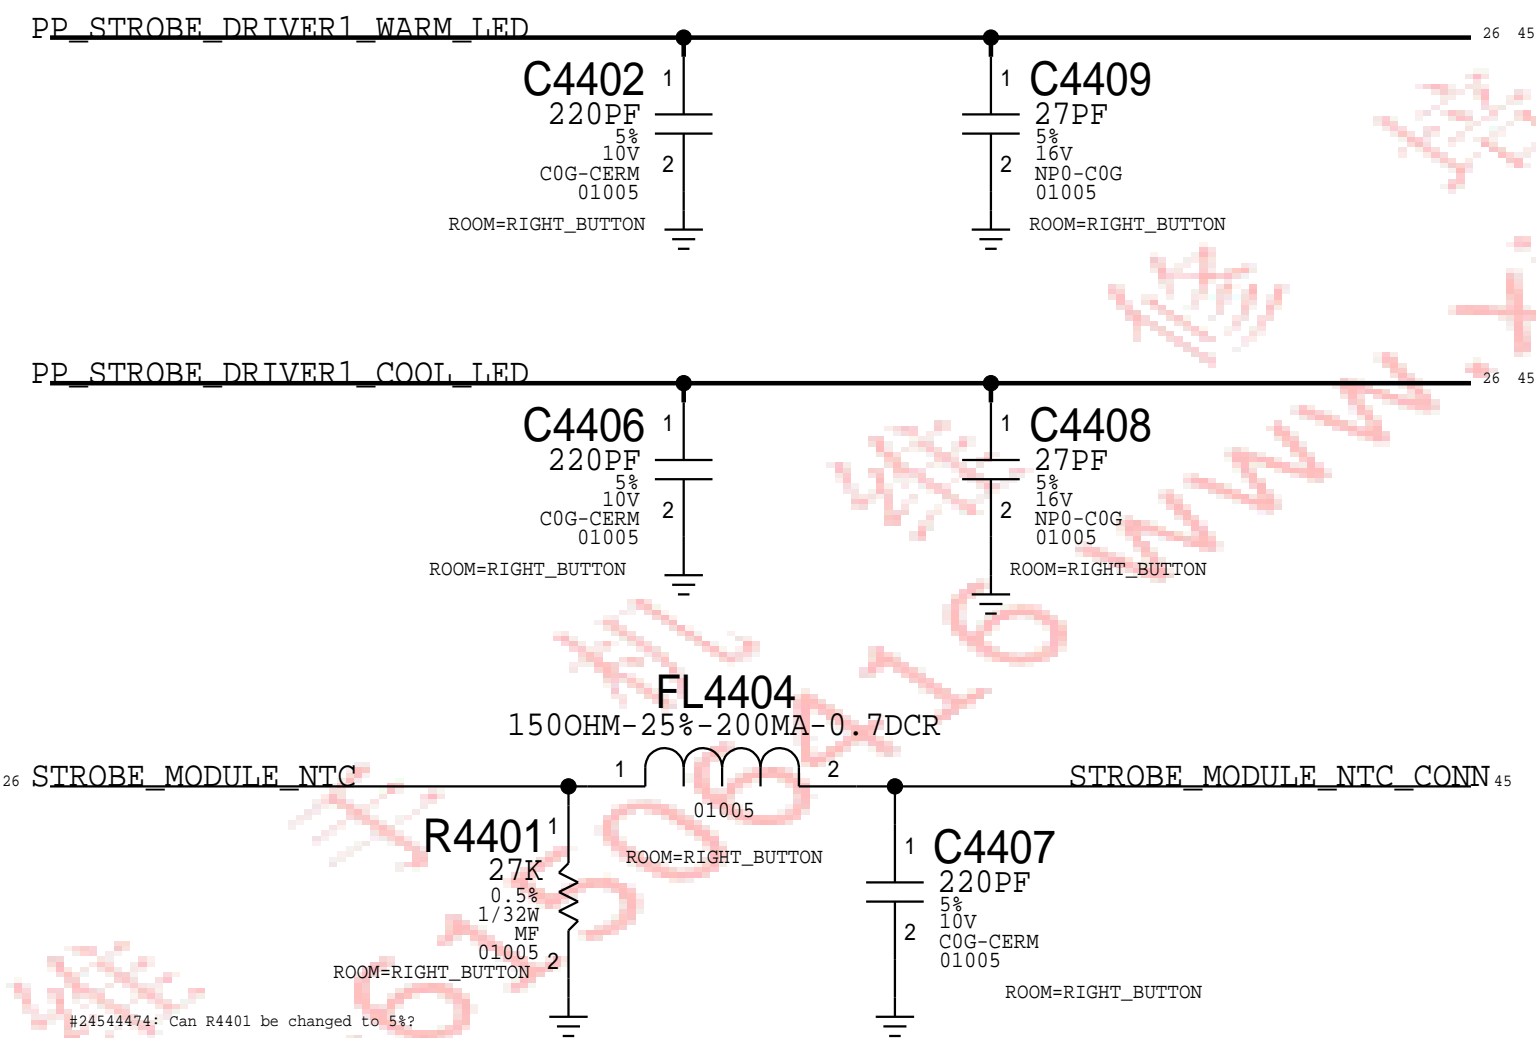 PP_STROBE_DRIVER1_WARM_LED
26 45
C4402
1
220PF
5%
10V
2
C0G-CERM
01005
ROOM=RIGHT_BUTTON
1
C4409
27PF
5%
16V
2
NP0-C0G
01005
ROOM=RIGHT_BUTTON
PP_STROBE_DRIVER1_COOL_LED
26 45
C4406
1
220PF
5%
10V
2
C0G-CERM
01005
ROOM=RIGHT_BUTTON
1
C4408
27PF
5%
16V
2
NP0-C0G
01005
ROOM=RIGHT_BUTTON
FL4404
150OHM-25%-200MA-0.7DCR
26 STROBE_MODULE_NTC
1
2
STROBE_MODULE_NTC_CONN 45
01005
ROOM=RIGHT_BUTTON
R4401
1
27K
0.5%
1/32W
MF
01005
2
ROOM=RIGHT_BUTTON
1
C4407
220PF
5%
10V
2
C0G-CERM
01005
ROOM=RIGHT_BUTTON
#24544474: Can R4401 be changed to 5%?